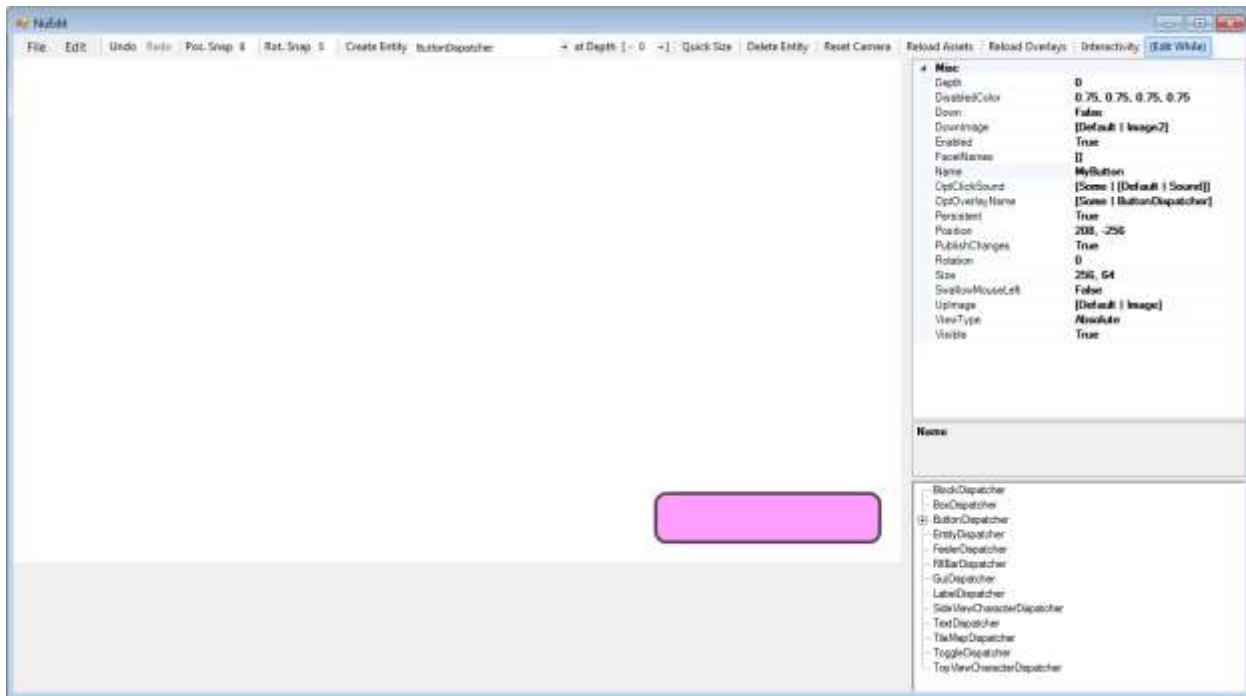 NuEdit
File Edit Undo Redo Pos. Snap 8 Rot. Snap 5 Create Entity ButtonDispatcher at Depth [- 0 +] Quick Size Delete Entity Reset Camera Reload Assets Reload Overlays Interactivity (Edit While)
Misc
Depth 0
DisabledColor 0.75, 0.75, 0.75, 0.75
Down False
DownImage [Default | Image2]
Enabled True
FacetNames []
Name MyButton
OptClickSound [Some | [Default | Sound]]
OptOverlayName [Some | ButtonDispatcher]
Persistent True
Position 208, -256
PublishChanges True
Rotation 0
Size 256, 64
SwallowMouseLeft False
UpImage [Default | Image]
ViewType Absolute
Visible True
Name
BlockDispatcher
BoxDispatcher
ButtonDispatcher
EntityDispatcher
FeelerDispatcher
FillBarDispatcher
GuiDispatcher
LabelDispatcher
SideViewCharacterDispatcher
TextDispatcher
TileMapDispatcher
ToggleDispatcher
TopViewCharacterDispatcher